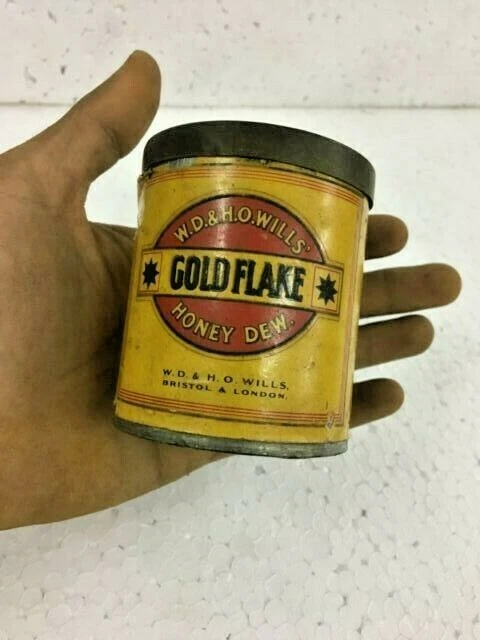 W.D.& H.O.WILLS'
GOLD FLAKE
HONEY DEW.
W. D. & H. O. WILLS,
BRISTOL & LONDON.